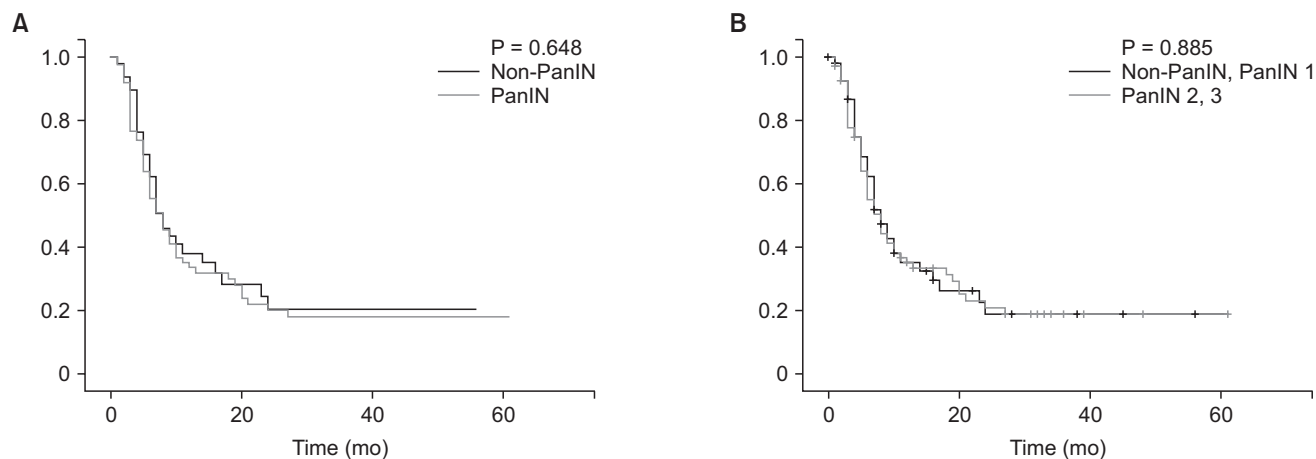 A
P = 0.648
Non-PanIN
PanIN
1.0
0.8
0.6
0.4
0.2
0
0 20 40 60
Time (mo)
B
P = 0.885
Non-PanIN, PanIN 1
PanIN 2, 3
1.0
0.8
0.6
0.4
0.2
0
0 20 40 60
Time (mo)